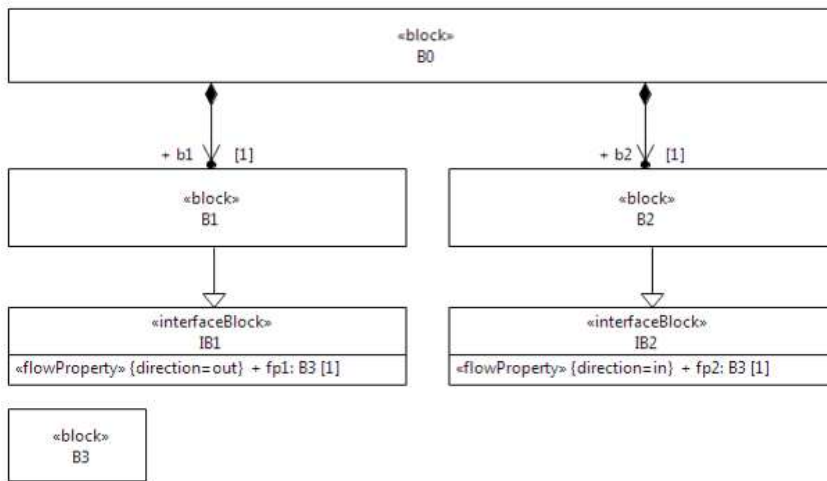 «block»
B0
+ b1 [1]
+ b2 [1]
«block»
B1
«block»
B2
«interfaceBlock»
IB1
«flowProperty» {direction=out} + fp1: B3 [1]
«interfaceBlock»
IB2
«flowProperty» {direction=in} + fp2: B3 [1]
«block»
B3